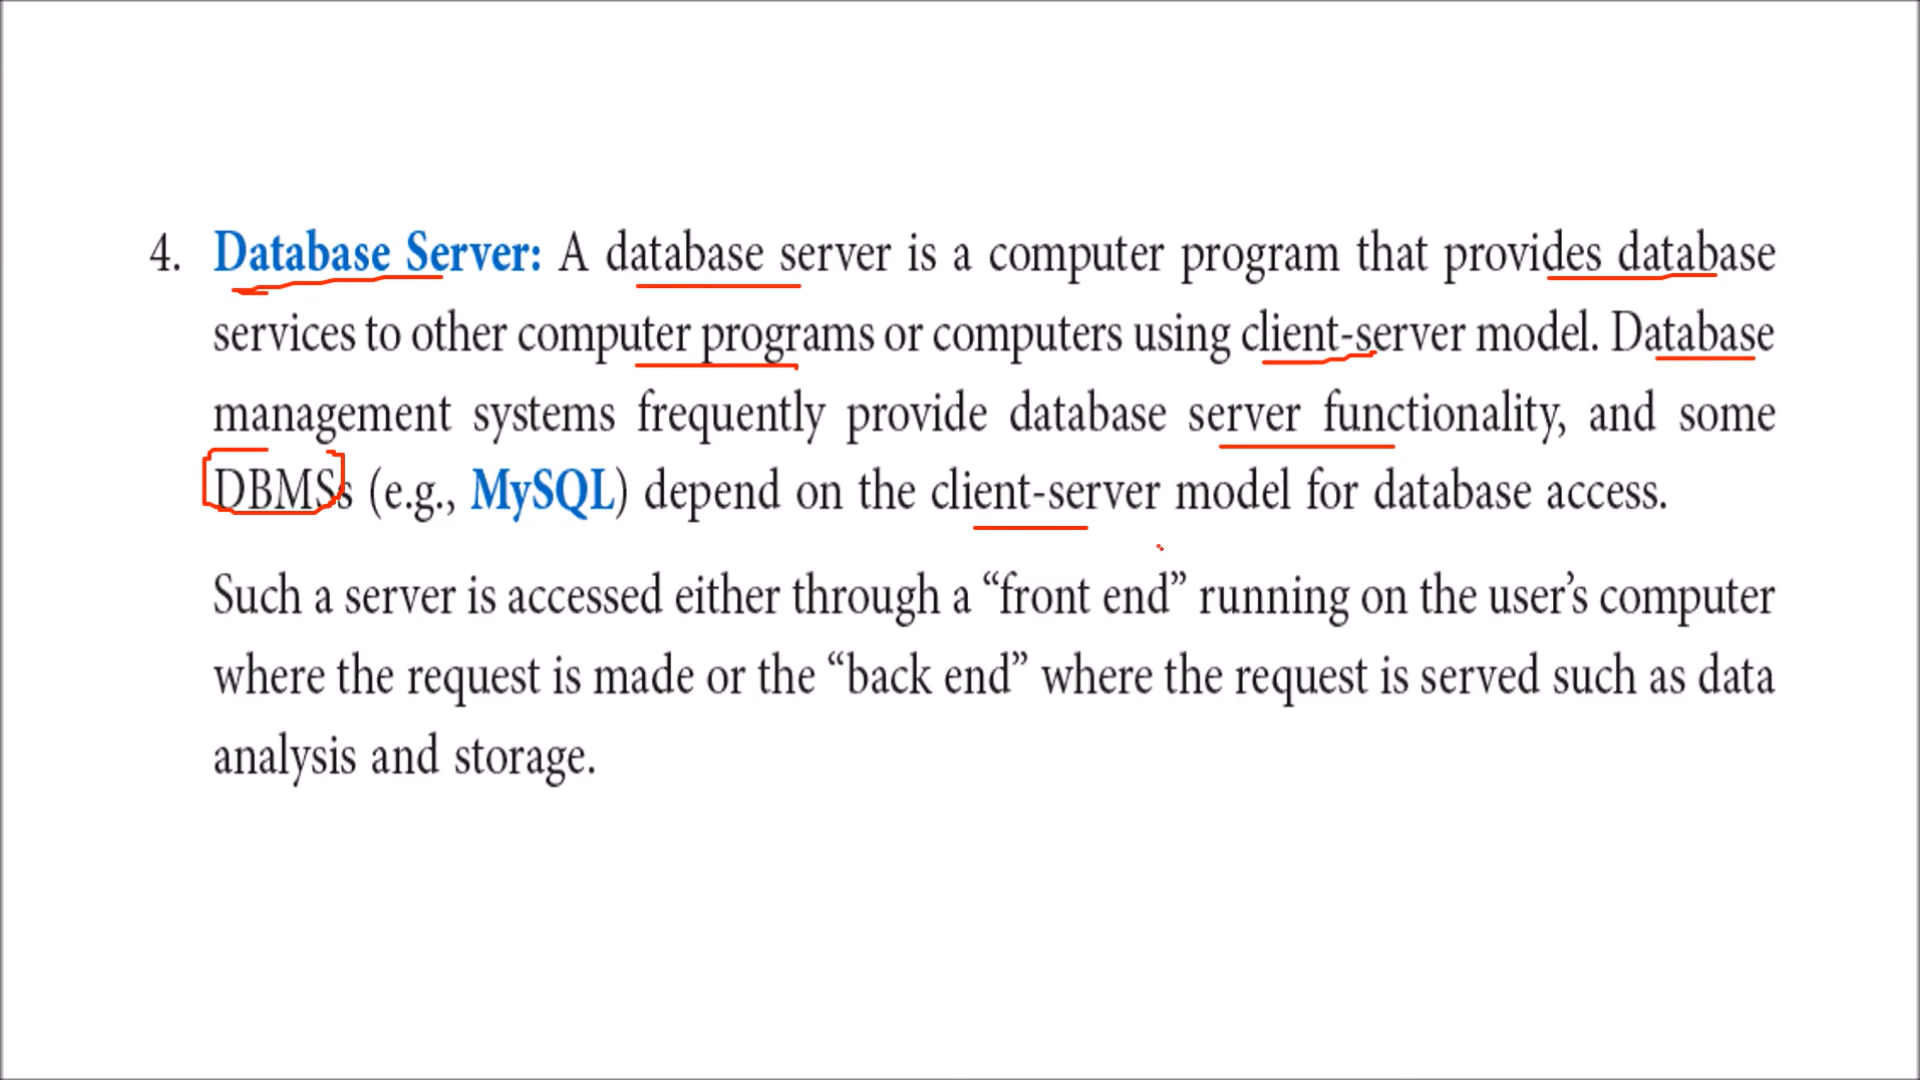 4. Database Server: A database server is a computer program that provides database
services to other computer programs or computers using client-server model. Database
management systems frequently provide database server functionality, and some
DBMSs (e.g., MySQL) depend on the client-server model for database access.
Such a server is accessed either through a “front end” running on the user’s computer
where the request is made or the “back end” where the request is served such as data
analysis and storage.